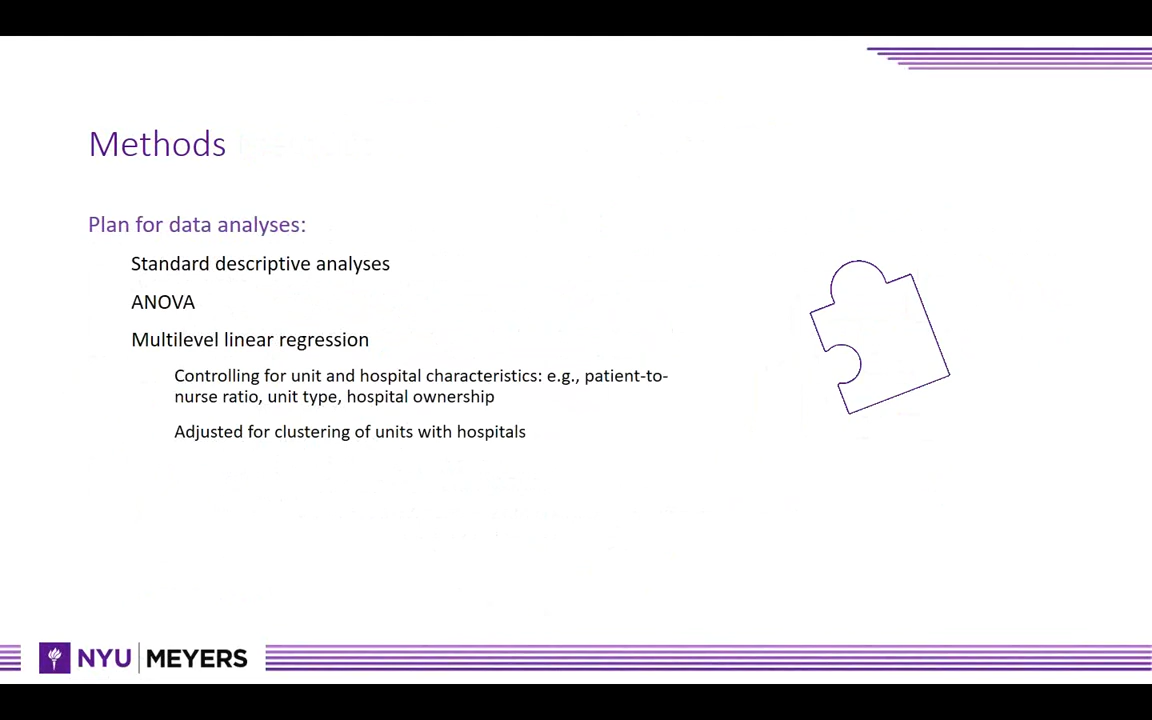 Methods
Plan for data analyses:
Standard descriptive analyses
ANOVA
Multilevel linear regression
Controlling for unit and hospital characteristics: e.g., patient-to-
nurse ratio, unit type, hospital ownership
Adjusted for clustering of units with hospitals
NYU MEYERS